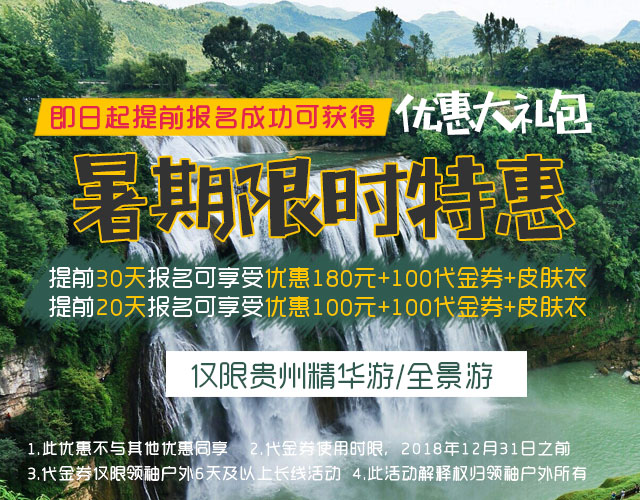 即日起提前报名成功可获得 优惠大礼包
暑期限时特惠
提前30天报名可享受优惠180元+100代金券+皮肤衣
提前20天报名可享受优惠100元+100代金券+皮肤衣
仅限贵州精华游/全景游
1.此优惠不与其他优惠同享 2.代金券使用时限，2018年12月31日之前
3.代金券仅限领袖户外6天及以上长线活动 4.此活动解释权归领袖户外所有